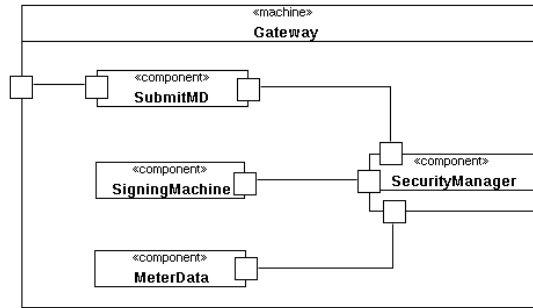 «machine»
Gateway
«component»
SubmitMD
«component»
SecurityManager
«component»
SigningMachine
«component»
MeterData